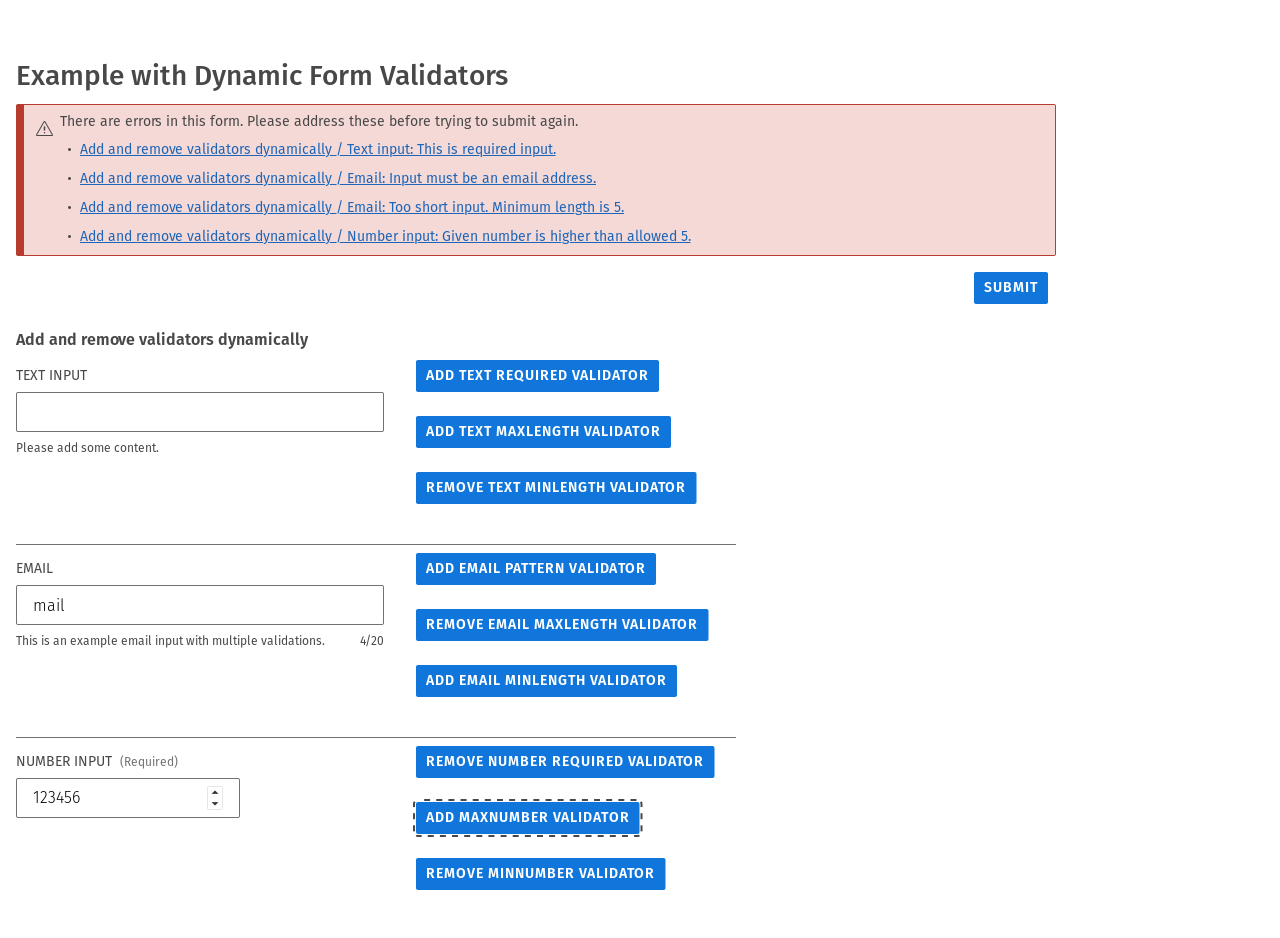 Example with Dynamic Form Validators
There are errors in this form. Please address these before trying to submit again.
• Add and remove validators dynamically / Text input: This is required input.
• Add and remove validators dynamically / Email: Input must be an email address.
• Add and remove validators dynamically / Email: Too short input. Minimum length is 5.
• Add and remove validators dynamically / Number input: Given number is higher than allowed 5.
SUBMIT
Add and remove validators dynamically
TEXT INPUT
Please add some content.
ADD TEXT REQUIRED VALIDATOR
ADD TEXT MAXLENGTH VALIDATOR
REMOVE TEXT MINLENGTH VALIDATOR
EMAIL
mail
This is an example email input with multiple validations. 4/20
ADD EMAIL PATTERN VALIDATOR
REMOVE EMAIL MAXLENGTH VALIDATOR
ADD EMAIL MINLENGTH VALIDATOR
NUMBER INPUT (Required)
123456
REMOVE NUMBER REQUIRED VALIDATOR
ADD MAXNUMBER VALIDATOR
REMOVE MINNUMBER VALIDATOR